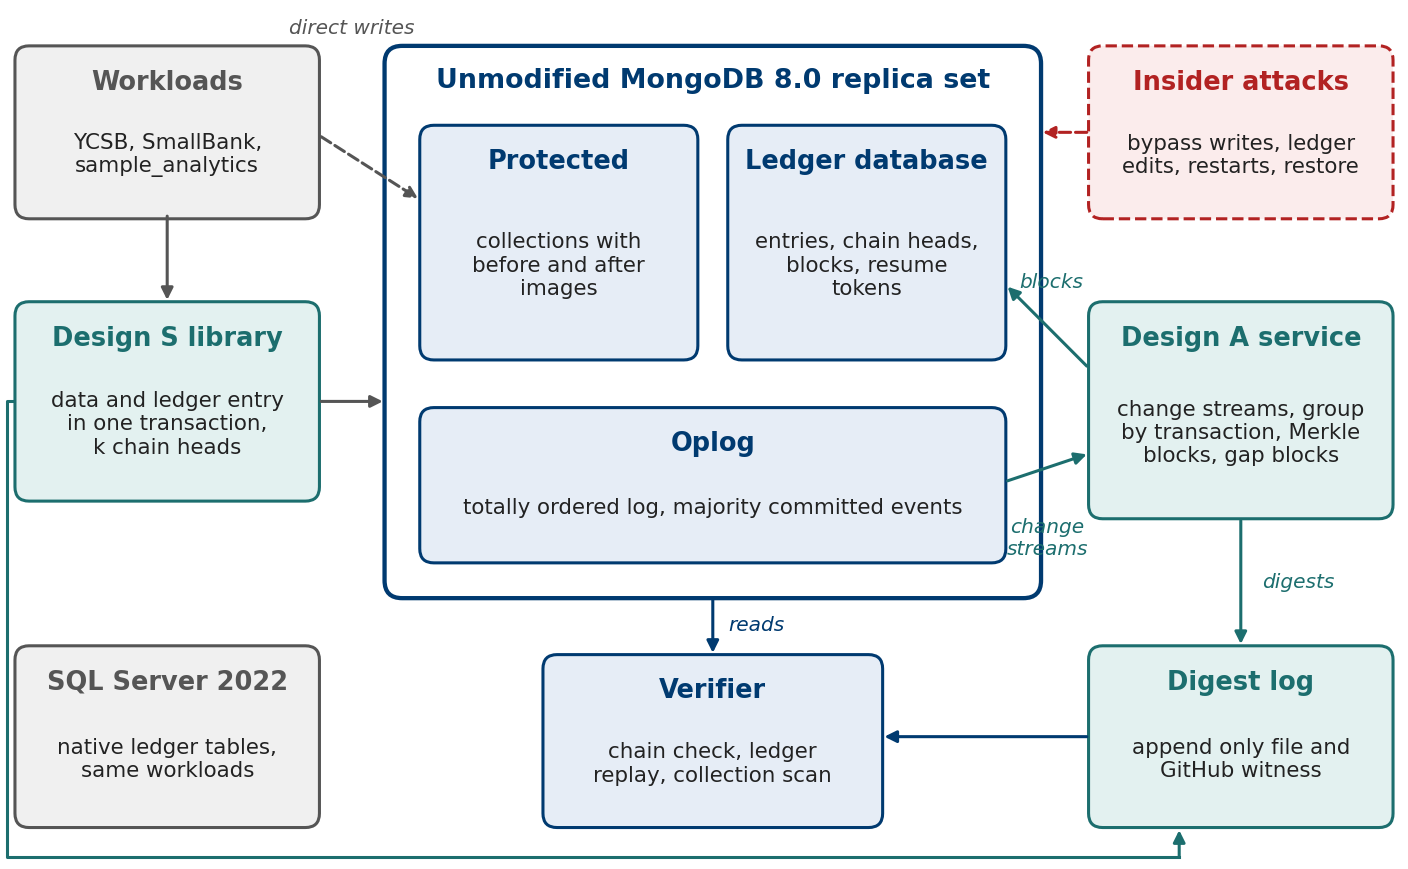 direct writes
Workloads
YCSB, SmallBank,
sample_analytics
Unmodified MongoDB 8.0 replica set
Protected
collections with
before and after
images
Ledger database
entries, chain heads,
blocks, resume
tokens
Insider attacks
bypass writes, ledger
edits, restarts, restore
blocks
Design S library
data and ledger entry
in one transaction,
k chain heads
Oplog
totally ordered log, majority committed events
Design A service
change streams, group
by transaction, Merkle
blocks, gap blocks
change
streams
digests
reads
SQL Server 2022
native ledger tables,
same workloads
Verifier
chain check, ledger
replay, collection scan
Digest log
append only file and
GitHub witness